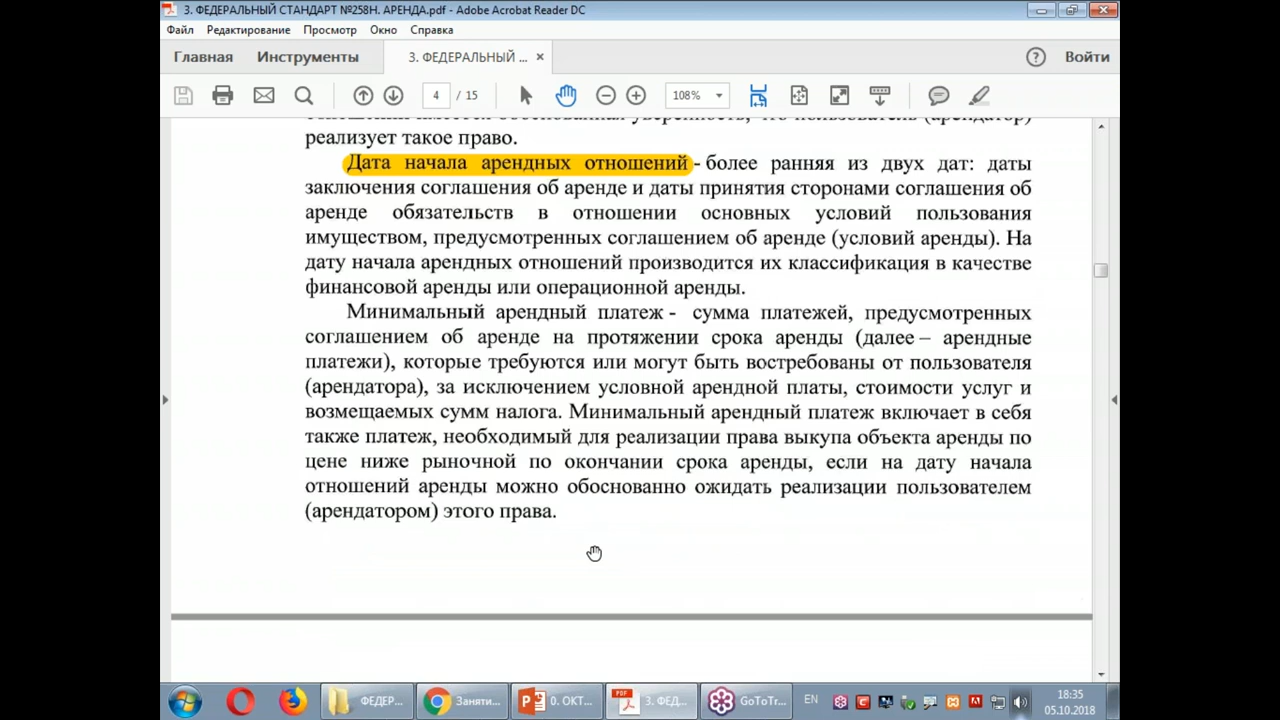 3. ФЕДЕРАЛЬНЫЙ СТАНДАРТ №258Н. АРЕНДА.pdf - Adobe Acrobat Reader DC
Файл Редактирование Просмотр Окно Справка
Главная Инструменты 3. ФЕДЕРАЛЬНЫЙ ... × Войти
4 / 15 108%
реализует такое право.
Дата начала арендных отношений - более ранняя из двух дат: даты
заключения соглашения об аренде и даты принятия сторонами соглашения об
аренде обязательств в отношении основных условий пользования
имуществом, предусмотренных соглашением об аренде (условий аренды). На
дату начала арендных отношений производится их классификация в качестве
финансовой аренды или операционной аренды.
Минимальный арендный платеж - сумма платежей, предусмотренных
соглашением об аренде на протяжении срока аренды (далее – арендные
платежи), которые требуются или могут быть востребованы от пользователя
(арендатора), за исключением условной арендной платы, стоимости услуг и
возмещаемых сумм налога. Минимальный арендный платеж включает в себя
также платеж, необходимый для реализации права выкупа объекта аренды по
цене ниже рыночной по окончании срока аренды, если на дату начала
отношений аренды можно обоснованно ожидать реализации пользователем
(арендатором) этого права.
ФЕДЕР... Заняти... 0. ОКТ... 3. ФЕД... GoToTr... EN 18:35
05.10.2018